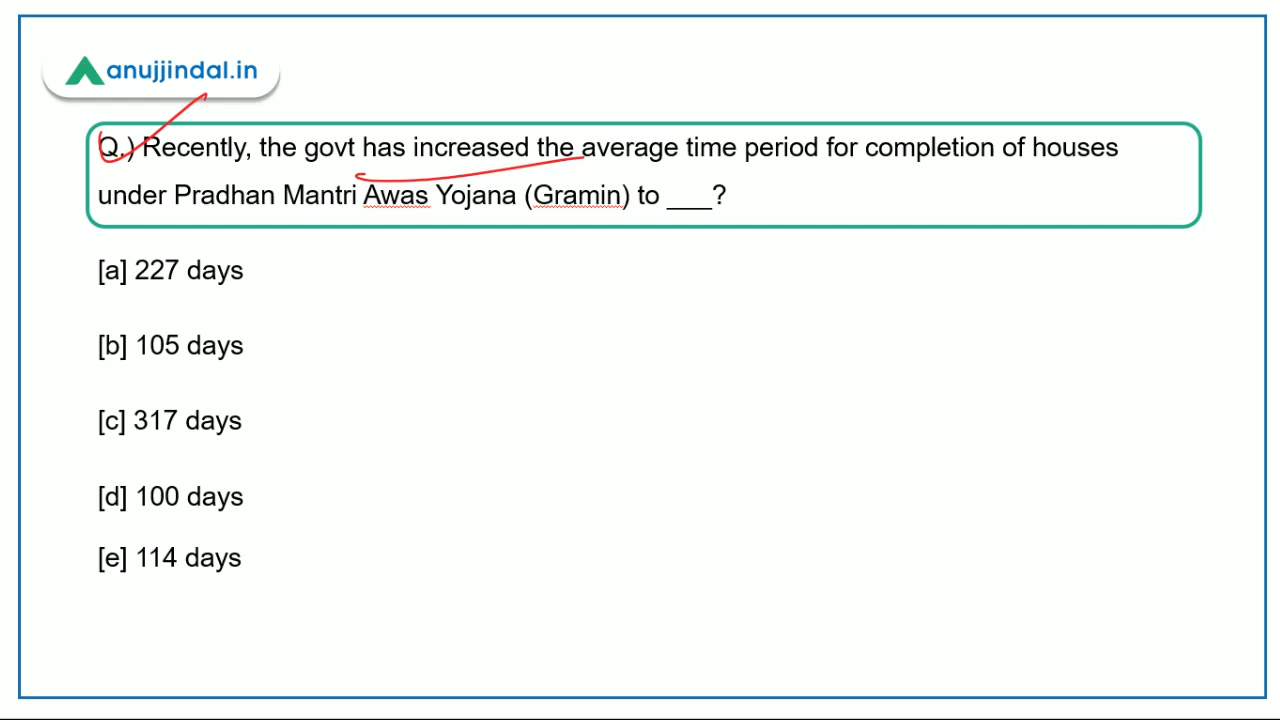 anujjindal.in
Q.) Recently, the govt has increased the average time period for completion of houses
under Pradhan Mantri Awas Yojana (Gramin) to ___?
[a] 227 days
[b] 105 days
[c] 317 days
[d] 100 days
[e] 114 days